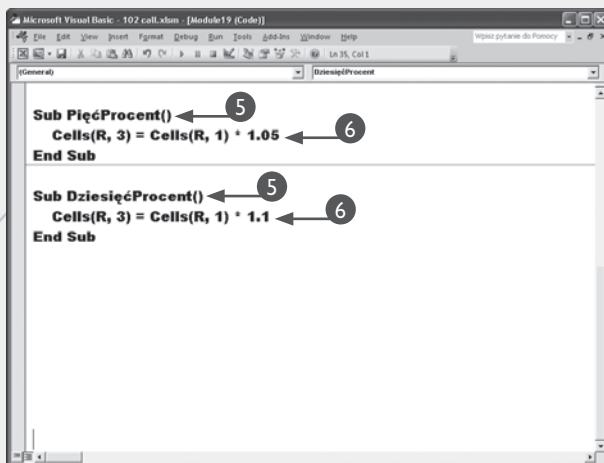 Microsoft Visual Basic - 102 call.xlsm - [Module19 (Code)]
File Edit View Insert Format Debug Run Tools Add-Ins Window Help Wpisz pytanie do Pomocy
Ln 35, Col 1
(General) DziesięćProcent
Sub PięćProcent() 5
Cells(R, 3) = Cells(R, 1) * 1.05 6
End Sub
Sub DziesięćProcent() 5
Cells(R, 3) = Cells(R, 1) * 1.1 6
End Sub